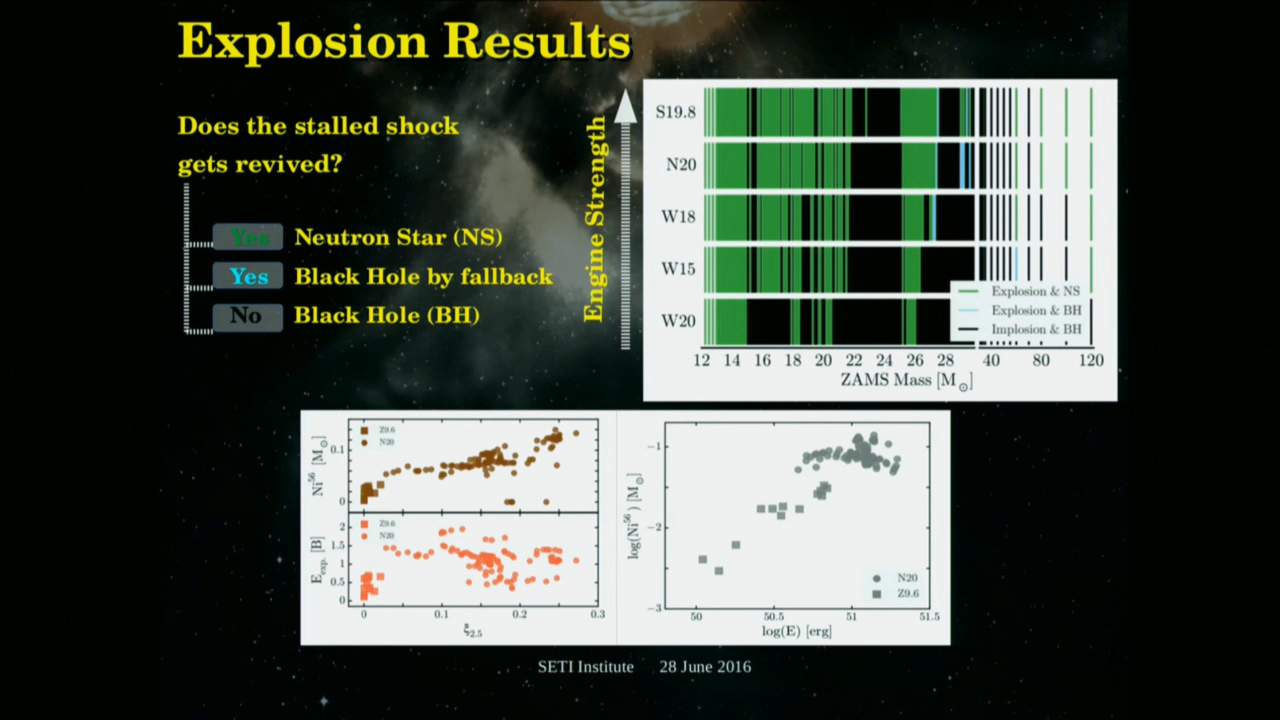 Explosion Results
Does the stalled shock
gets revived?
Yes Neutron Star (NS)
Yes Black Hole by fallback
No Black Hole (BH)
Engine Strength
S19.8
N20
W18
W15
W20
Explosion & NS
Explosion & BH
Implosion & BH
12 14 16 18 20 22 24 26 28 40 80 120
ZAMS Mass [M⊙]
Ni⁵⁶ [M⊙]
Z9.6
N20
0.1
0
E_exp. [B]
Z9.6
N20
2
1.5
1
0.5
0
0 0.1 0.2 0.3
ξ_2.5
log(Ni⁵⁶) [M⊙]
−1
−2
−3
N20
Z9.6
50 50.5 51 51.5
log(E) [erg]
SETI Institute 28 June 2016